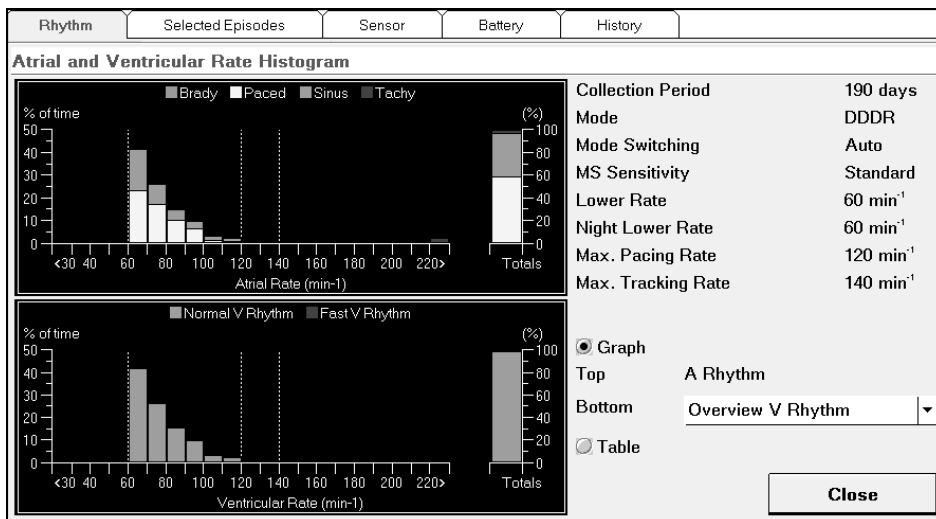 Rhythm Selected Episodes Sensor Battery History
Atrial and Ventricular Rate Histogram
Brady Paced Sinus Tachy
% of time (%)
50 100
40 80
30 60
20 40
10 20
0 0
<30 40 60 80 100 120 140 160 180 200 220> Totals
Atrial Rate (min-1)
Normal V Rhythm Fast V Rhythm
% of time (%)
50 100
40 80
30 60
20 40
10 20
0 0
<30 40 60 80 100 120 140 160 180 200 220> Totals
Ventricular Rate (min-1)
Collection Period 190 days
Mode DDDR
Mode Switching Auto
MS Sensitivity Standard
Lower Rate 60 min⁻¹
Night Lower Rate 60 min⁻¹
Max. Pacing Rate 120 min⁻¹
Max. Tracking Rate 140 min⁻¹
Graph
Top A Rhythm
Bottom Overview V Rhythm
Table
Close